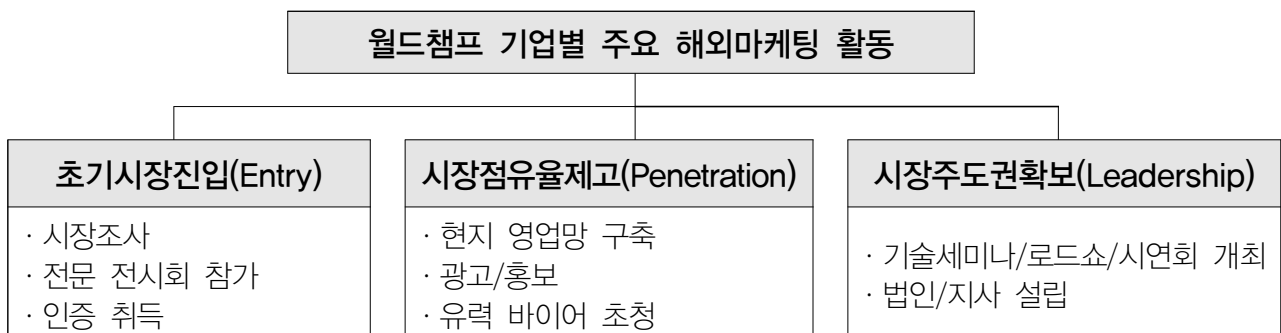 월드챔프 기업별 주요 해외마케팅 활동
초기시장진입(Entry)
· 시장조사
· 전문 전시회 참가
· 인증 취득
시장점유율제고(Penetration)
· 현지 영업망 구축
· 광고/홍보
· 유력 바이어 초청
시장주도권확보(Leadership)
· 기술세미나/로드쇼/시연회 개최
· 법인/지사 설립